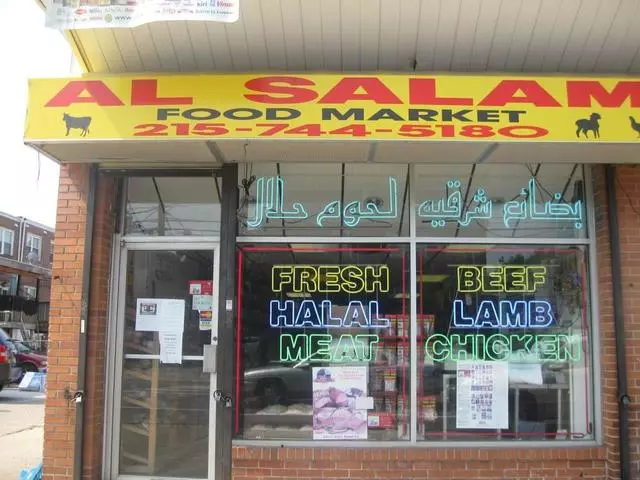 AL SALAM
FOOD MARKET
215-744-5180
بضائع شرقيه لحوم حلال
FRESH
HALAL
MEAT
BEEF
LAMB
CHICKEN